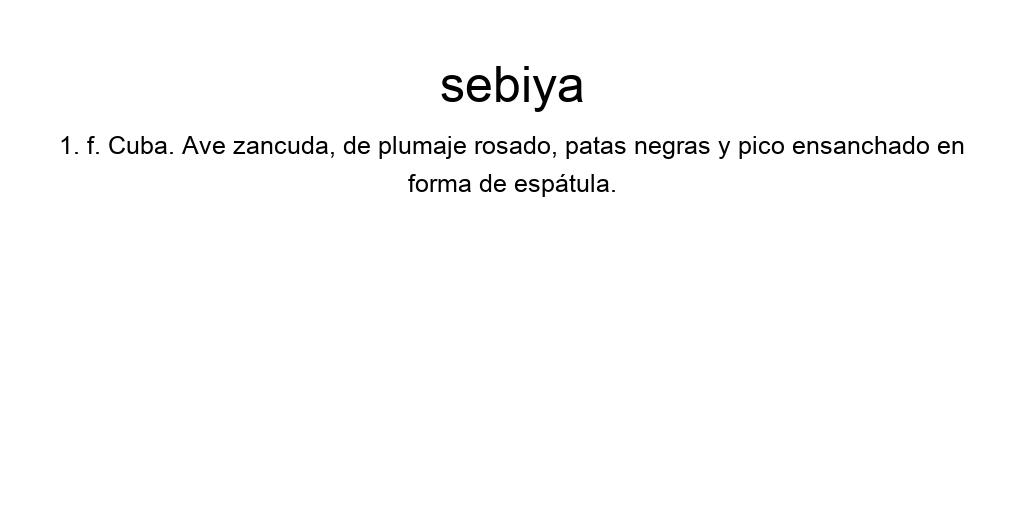 sebiya
1. f. Cuba. Ave zancuda, de plumaje rosado, patas negras y pico ensanchado en
forma de espátula.